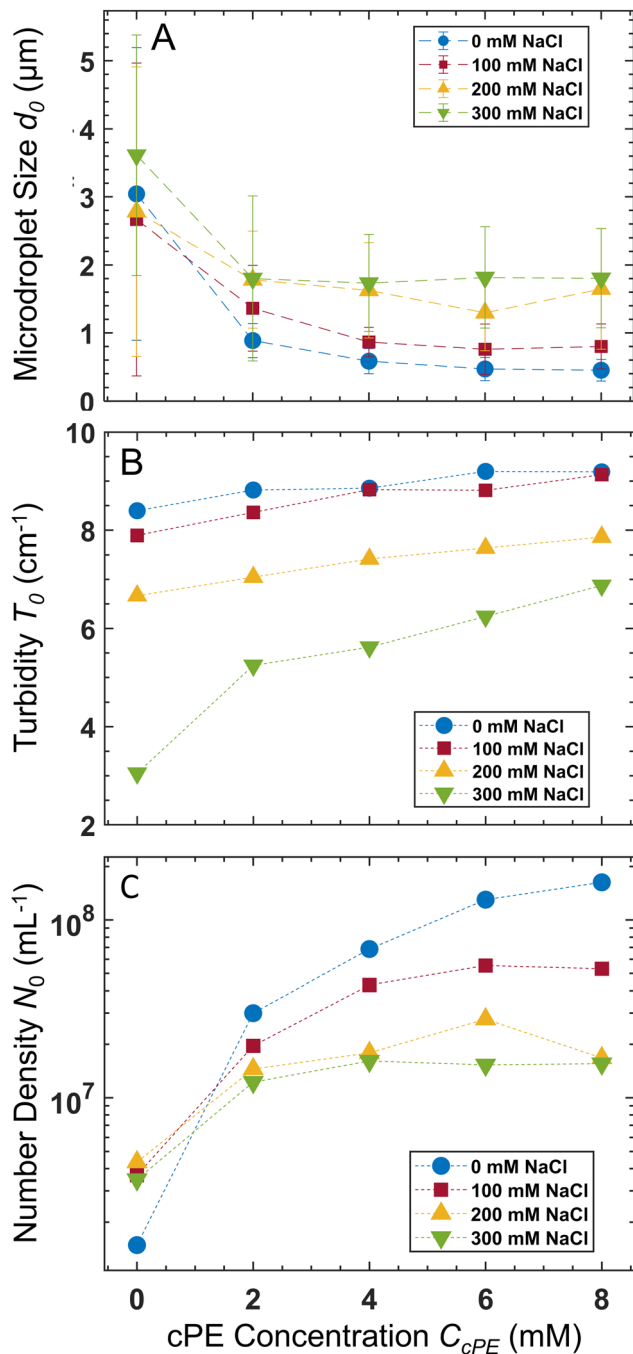 A
0 mM NaCl
100 mM NaCl
200 mM NaCl
300 mM NaCl
Microdroplet Size d₀ (μm)
5
4
3
2
1
0
B
10
8
6
4
2
Turbidity T₀ (cm⁻¹)
0 mM NaCl
100 mM NaCl
200 mM NaCl
300 mM NaCl
C
10⁸
10⁷
Number Density N₀ (mL⁻¹)
0 mM NaCl
100 mM NaCl
200 mM NaCl
300 mM NaCl
0 2 4 6 8
cPE Concentration C_cPE (mM)